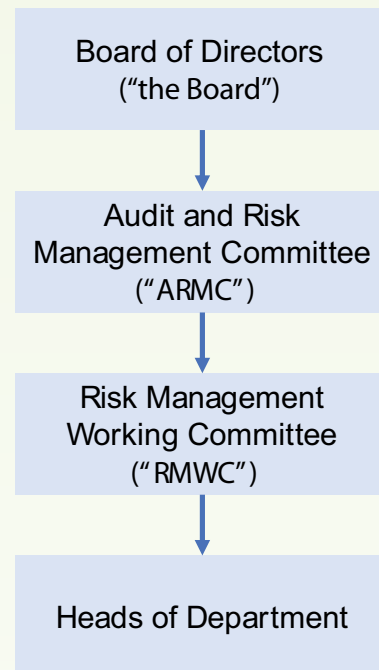 Board of Directors
(“the Board”)
Audit and Risk
Management Committee
(“ARMC”)
Risk Management
Working Committee
(“RMWC”)
Heads of Department